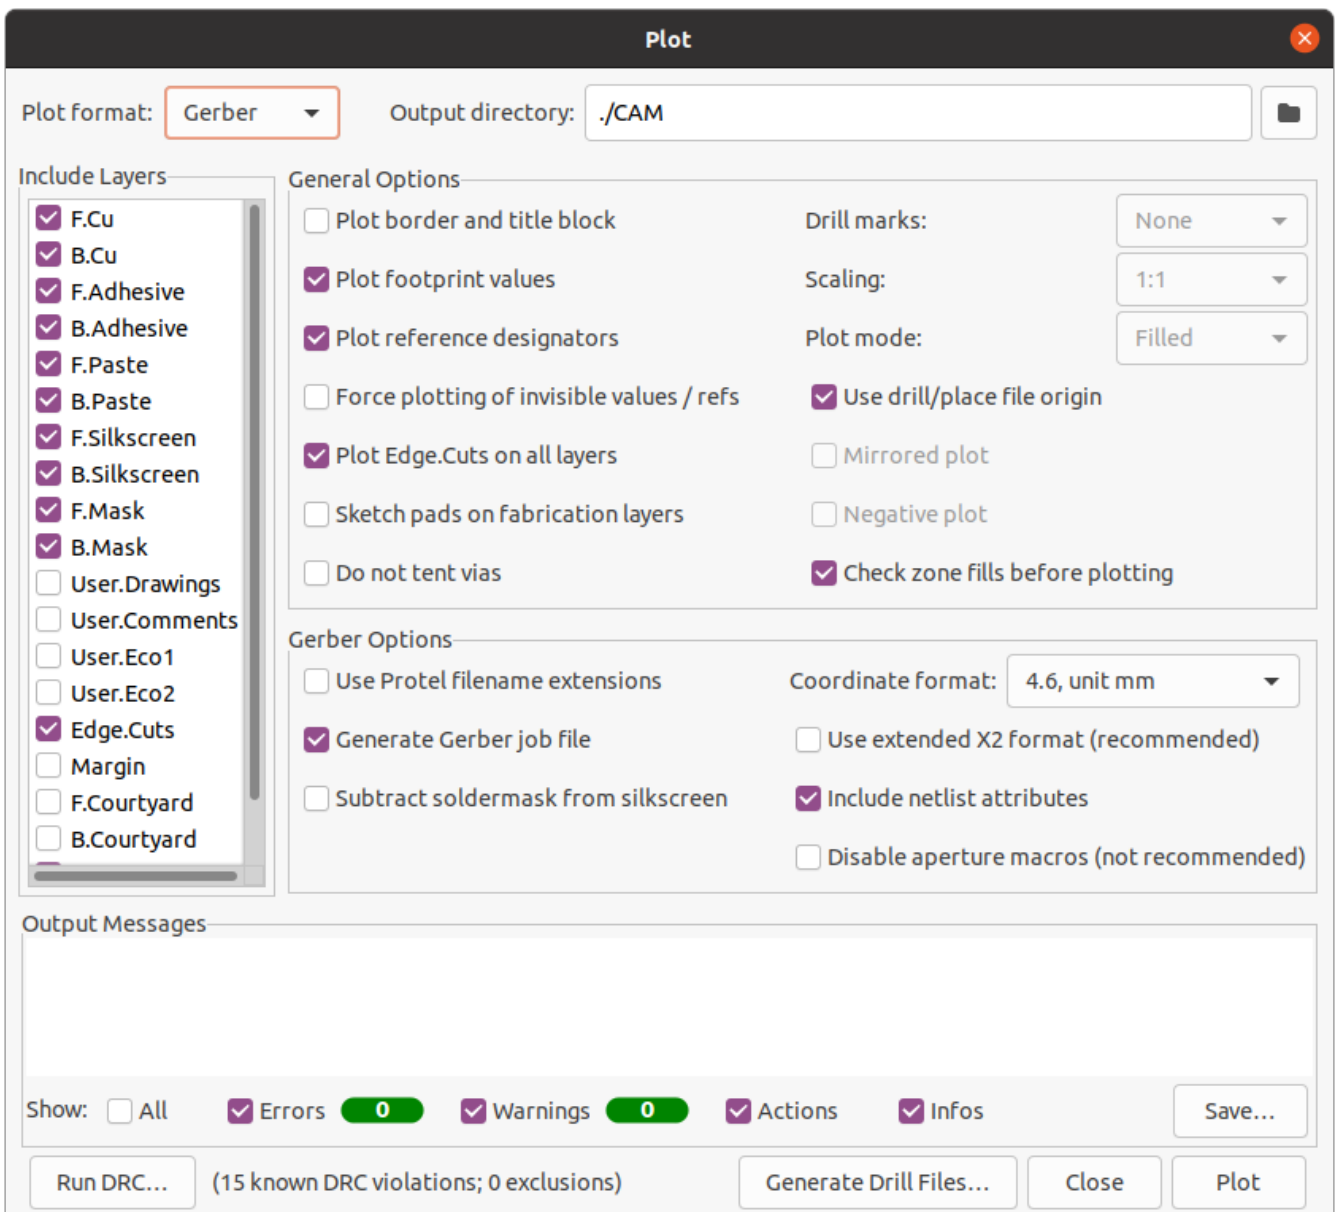 Plot
Plot format: Gerber Output directory: ./CAM
Include Layers
F.Cu
B.Cu
F.Adhesive
B.Adhesive
F.Paste
B.Paste
F.Silkscreen
B.Silkscreen
F.Mask
B.Mask
User.Drawings
User.Comments
User.Eco1
User.Eco2
Edge.Cuts
Margin
F.Courtyard
B.Courtyard
General Options
Plot border and title block Drill marks: None
Plot footprint values Scaling: 1:1
Plot reference designators Plot mode: Filled
Force plotting of invisible values / refs Use drill/place file origin
Plot Edge.Cuts on all layers Mirrored plot
Sketch pads on fabrication layers Negative plot
Do not tent vias Check zone fills before plotting
Gerber Options
Use Protel filename extensions Coordinate format: 4.6, unit mm
Generate Gerber job file Use extended X2 format (recommended)
Subtract soldermask from silkscreen Include netlist attributes
Disable aperture macros (not recommended)
Output Messages
Show: All Errors 0 Warnings 0 Actions Infos Save...
Run DRC... (15 known DRC violations; 0 exclusions) Generate Drill Files... Close Plot